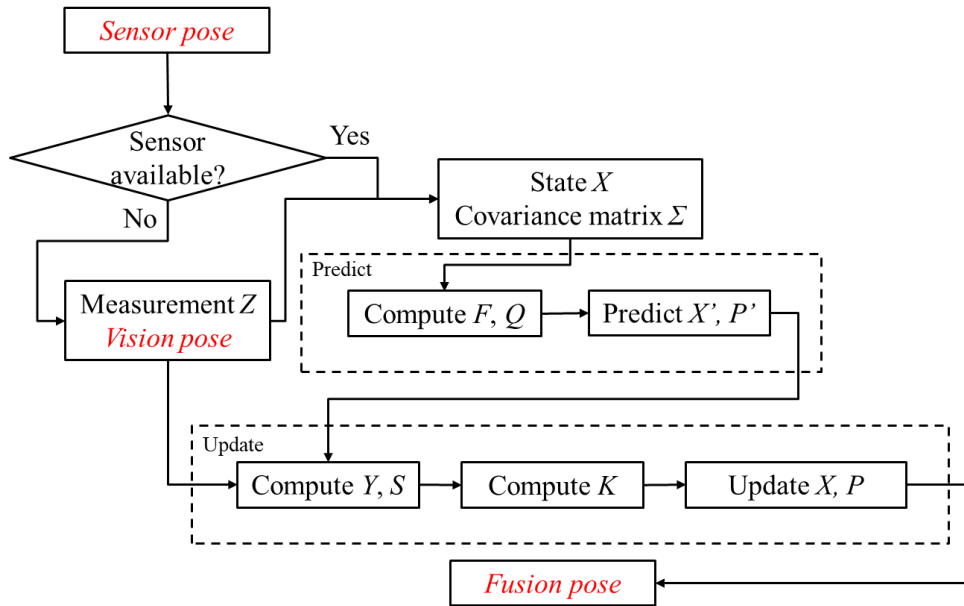 Sensor pose
Sensor
available?
Yes
No
State X
Covariance matrix Σ
Predict
Measurement Z
Vision pose
Compute F, Q
Predict X’, P’
Update
Compute Y, S
Compute K
Update X, P
Fusion pose